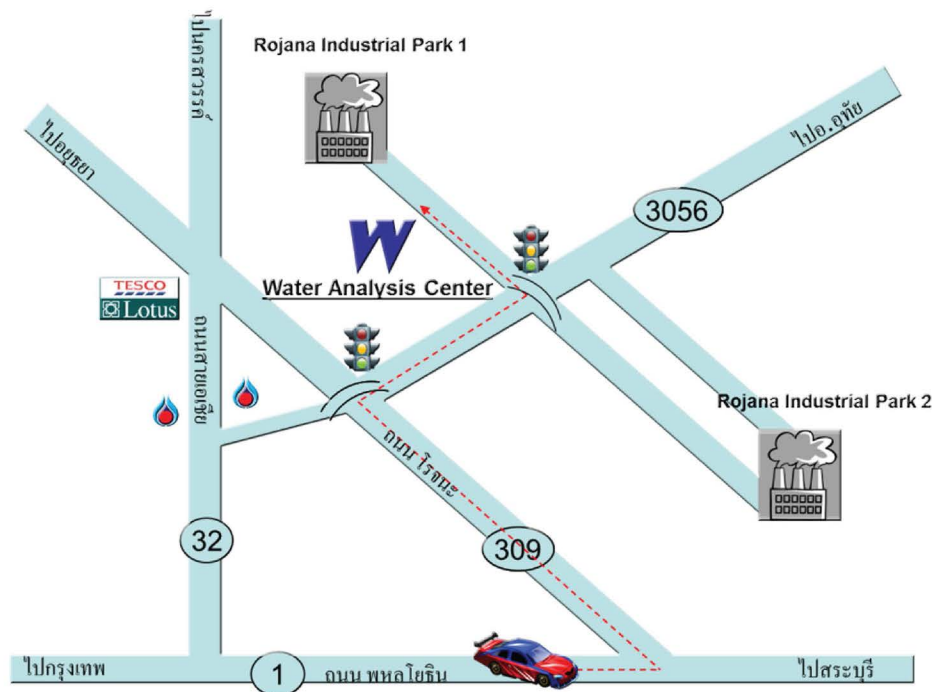 ไปนครสวรรค์
Rojana Industrial Park 1
ไปอยุธยา
ไปอ.อุทัย
3056
W
Water Analysis Center
TESCO
Lotus
ถนนสายเอเชีย
Rojana Industrial Park 2
ถนน โรจนะ
32
309
ไปกรุงเทพ
1
ถนน พหลโยธิน
ไปสระบุรี